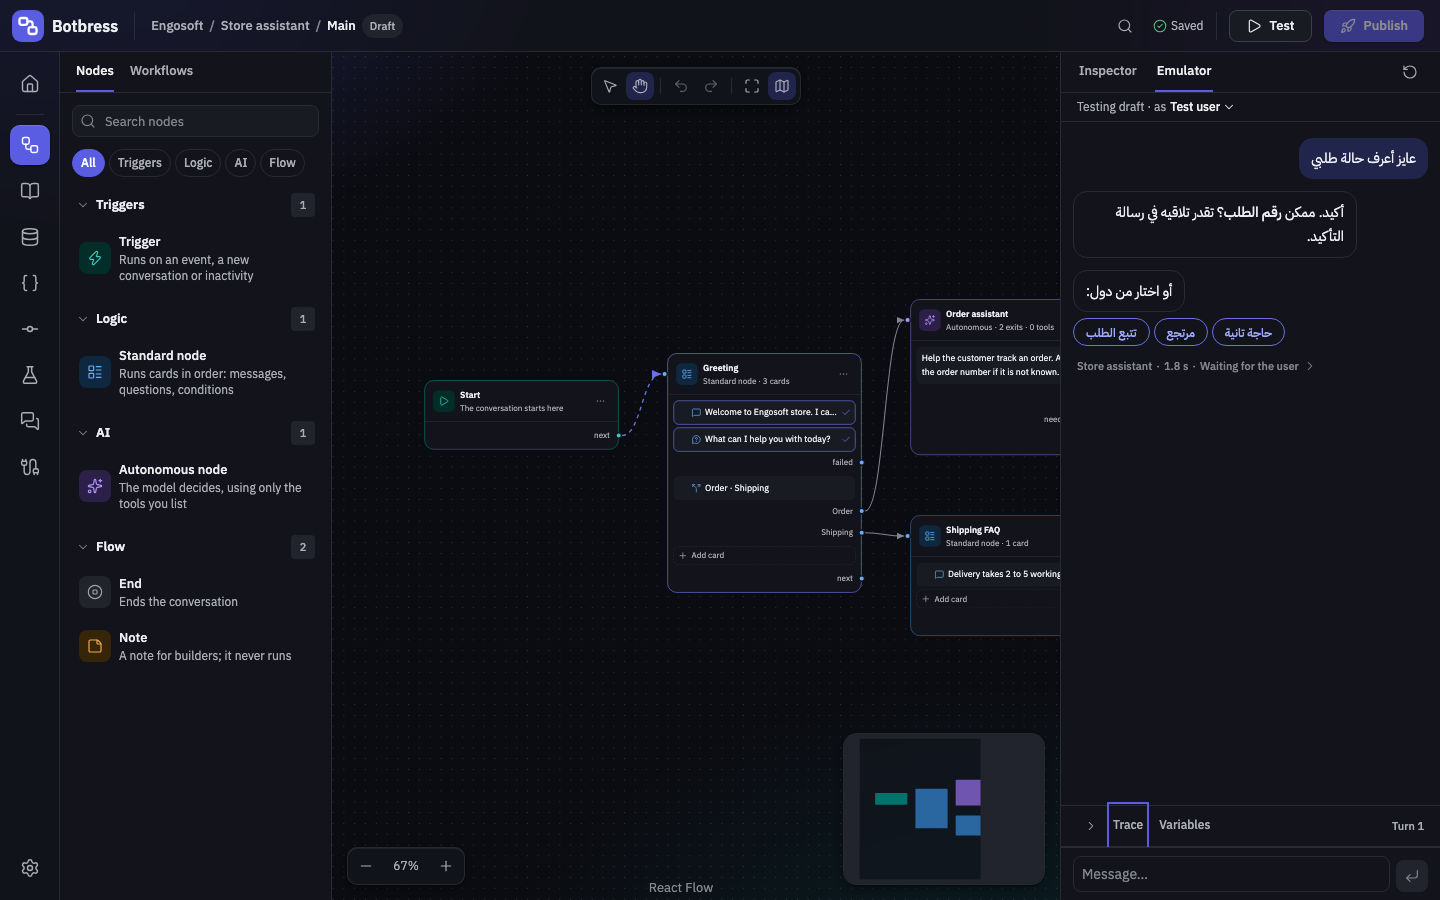 Botbress
Engosoft / Store assistant / Main Draft
Saved
Test
Publish
Nodes Workflows
Search nodes
All Triggers Logic AI Flow
Triggers 1
Trigger
Runs on an event, a new
conversation or inactivity
Logic 1
Standard node
Runs cards in order: messages,
questions, conditions
AI 1
Autonomous node
The model decides, using only the
tools you list
Flow 2
End
Ends the conversation
Note
A note for builders; it never runs
Start
The conversation starts here
next
Greeting
Standard node · 3 cards
Welcome to Engosoft store. I ca...
What can I help you with today?
failed
Order · Shipping
Order
Shipping
+ Add card
next
Order assistant
Autonomous · 2 exits · 0 tools
Help the customer track an order. A
the order number if it is not known.
need
Shipping FAQ
Standard node · 1 card
Delivery takes 2 to 5 working
+ Add card
67%
React Flow
Inspector Emulator
Testing draft · as Test user
عايز أعرف حالة طلبي
أكيد. ممكن رقم الطلب؟ تقدر تلاقيه في رسالة
التأكيد.
أو اختار من دول:
تتبع الطلب
مرتجع
حاجة تانية
Store assistant · 1.8 s · Waiting for the user
Trace Variables
Turn 1
Message...